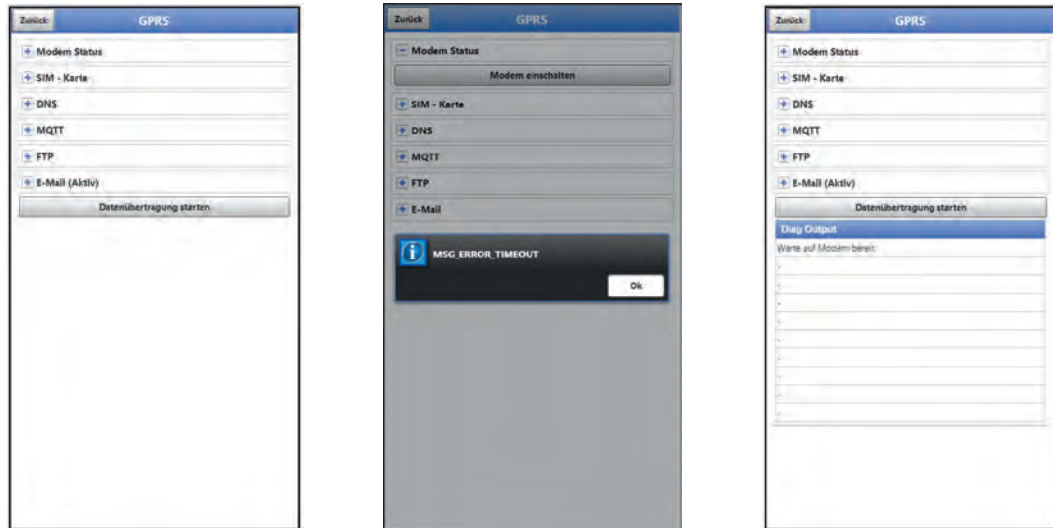 Zurück GPRS
Modem Status
SIM - Karte
DNS
MQTT
FTP
E-Mail (Aktiv)
Datenübertragung starten
Zurück GPRS
Modem Status
Modem einschalten
SIM - Karte
DNS
MQTT
FTP
E-Mail
MSG_ERROR_TIMEOUT
Ok
Zurück GPRS
Modem Status
SIM - Karte
DNS
MQTT
FTP
E-Mail (Aktiv)
Datenübertragung starten
Diag Output
Warte auf Modem bereit
.
.
.
.
.
.
.
.
.